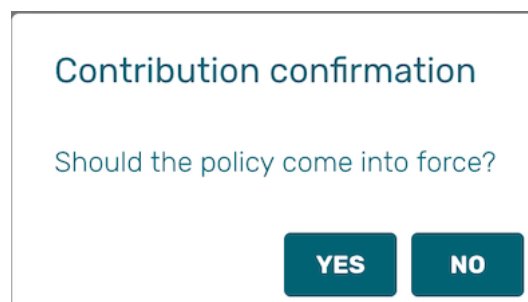 Contribution confirmation
Should the policy come into force?
YES NO